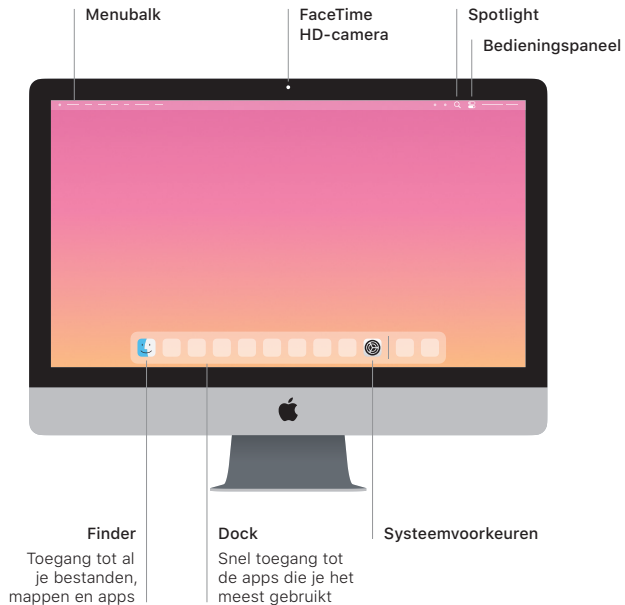 Menubalk
FaceTime
HD-camera
Spotlight
Bedieningspaneel
Finder
Toegang tot al
je bestanden,
mappen en apps
Dock
Snel toegang tot
de apps die je het
meest gebruikt
Systeemvoorkeuren